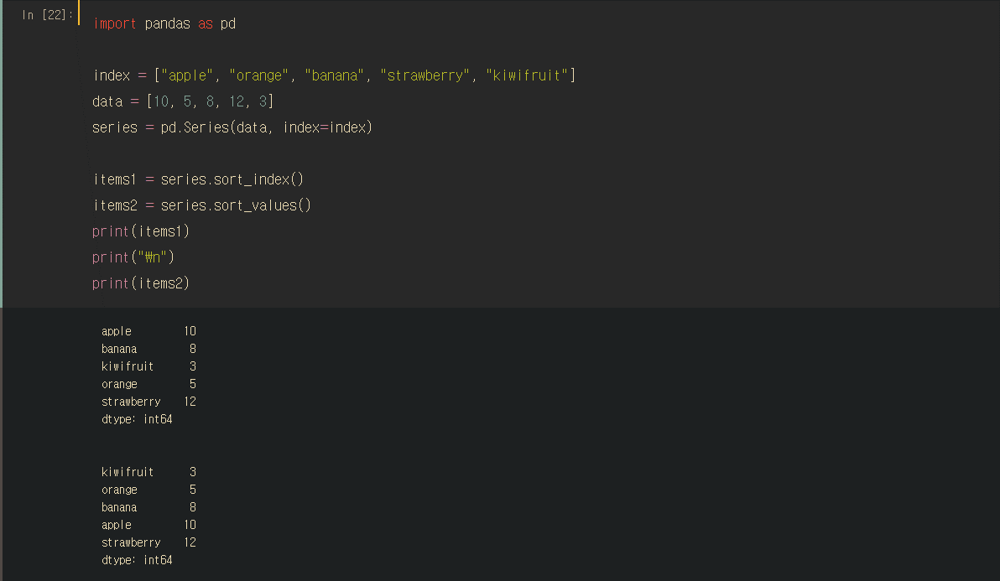 In [22]:
import pandas as pd
index = ["apple", "orange", "banana", "strawberry", "kiwifruit"]
data = [10, 5, 8, 12, 3]
series = pd.Series(data, index=index)
items1 = series.sort_index()
items2 = series.sort_values()
print(items1)
print("₩n")
print(items2)
apple 10
banana 8
kiwifruit 3
orange 5
strawberry 12
dtype: int64
kiwifruit 3
orange 5
banana 8
apple 10
strawberry 12
dtype: int64